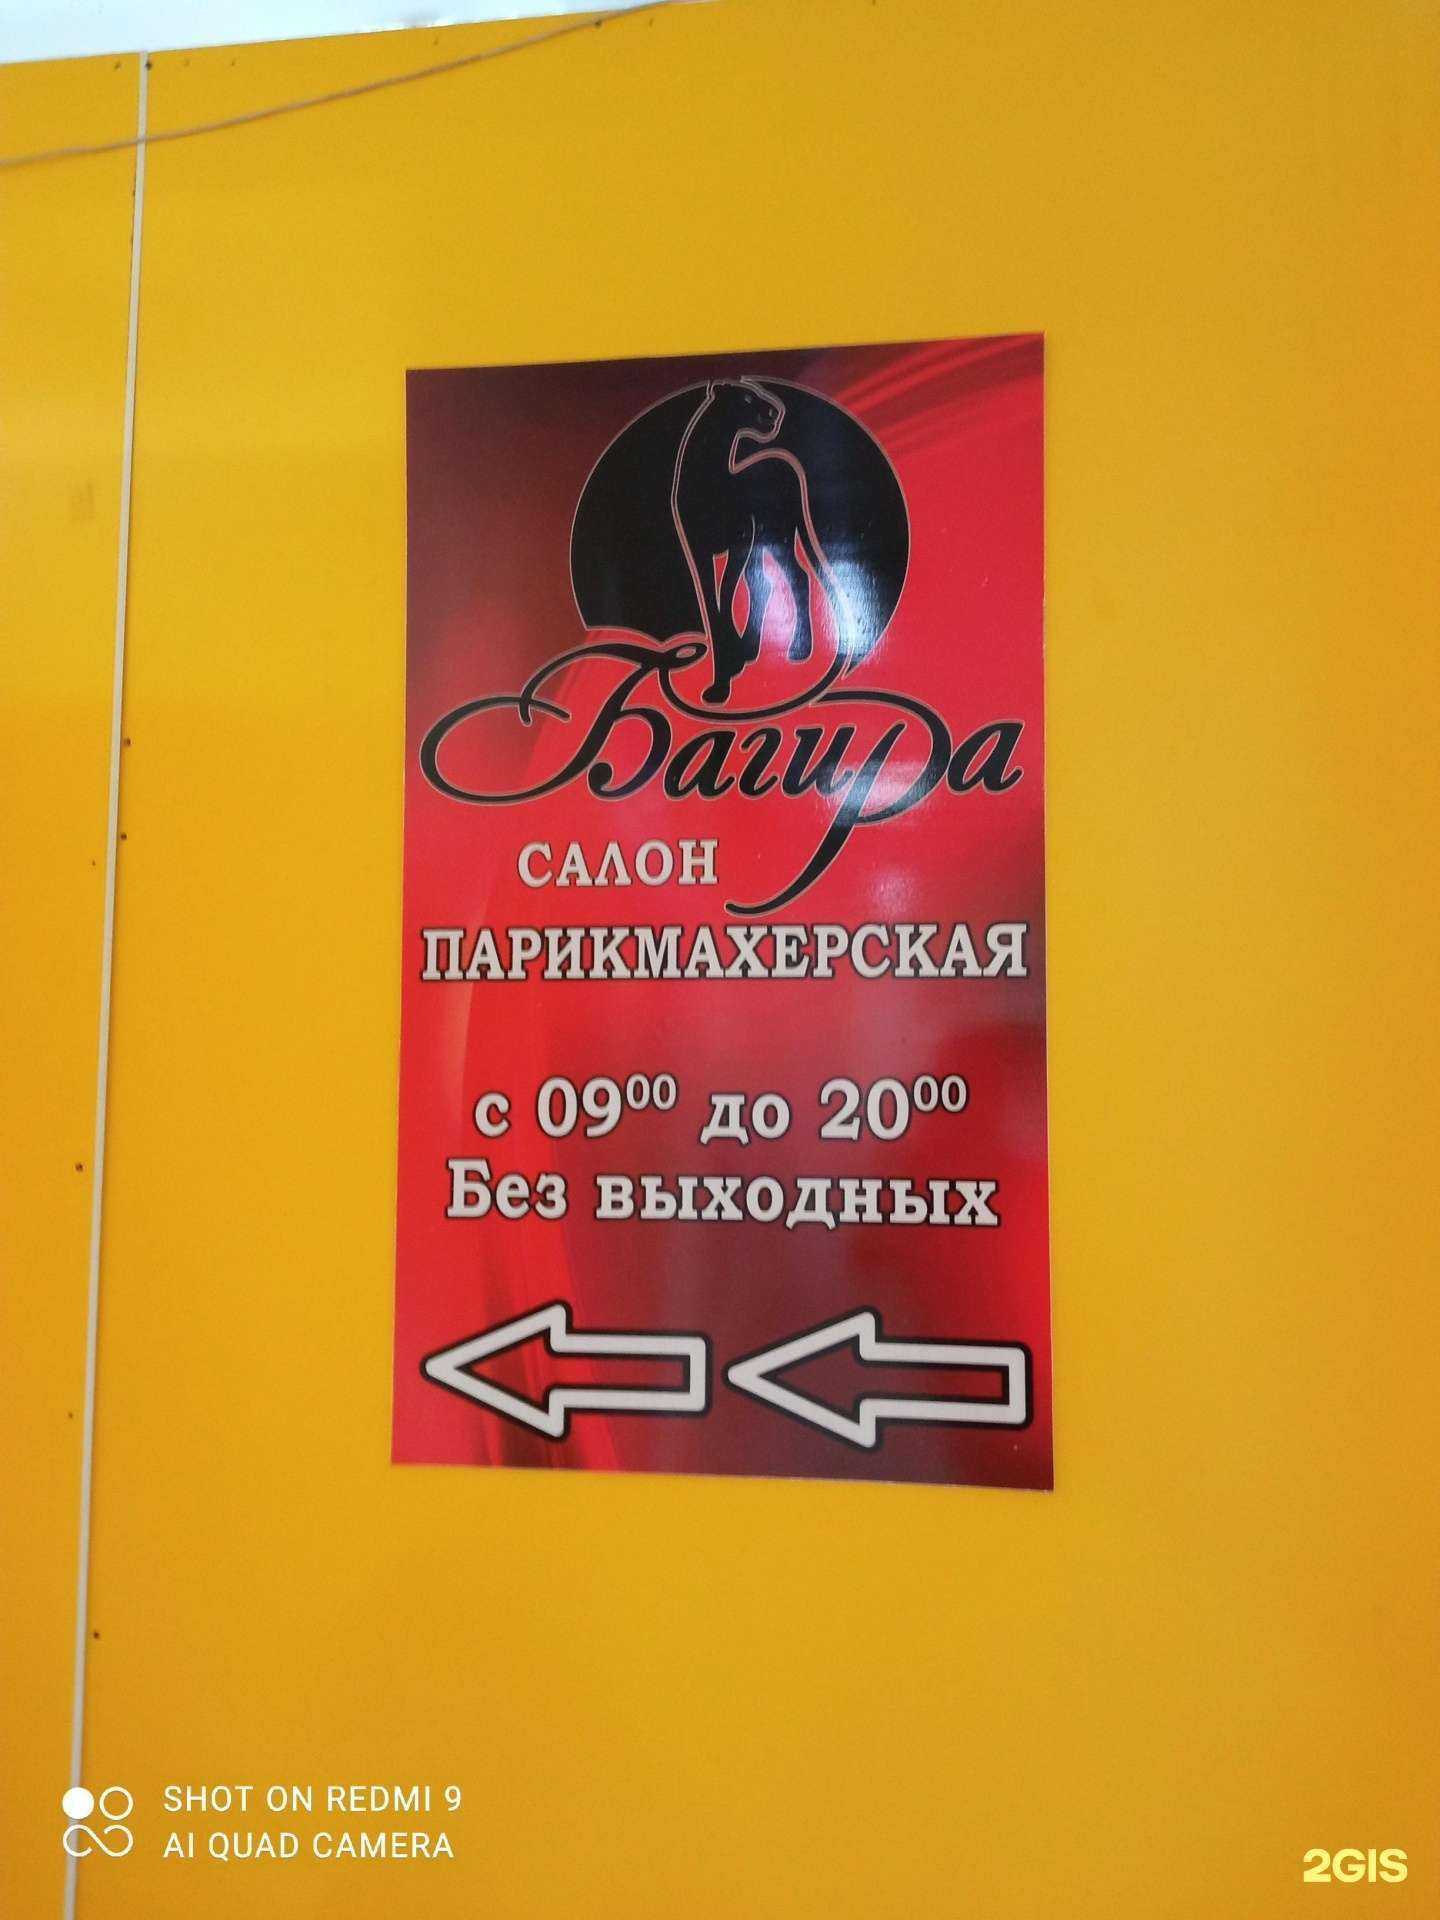 Багира
САЛОН
ПАРИКМАХЕРСКАЯ
с 09⁰⁰ до 20⁰⁰
Без выходных
SHOT ON REDMI 9
AI QUAD CAMERA
2GIS